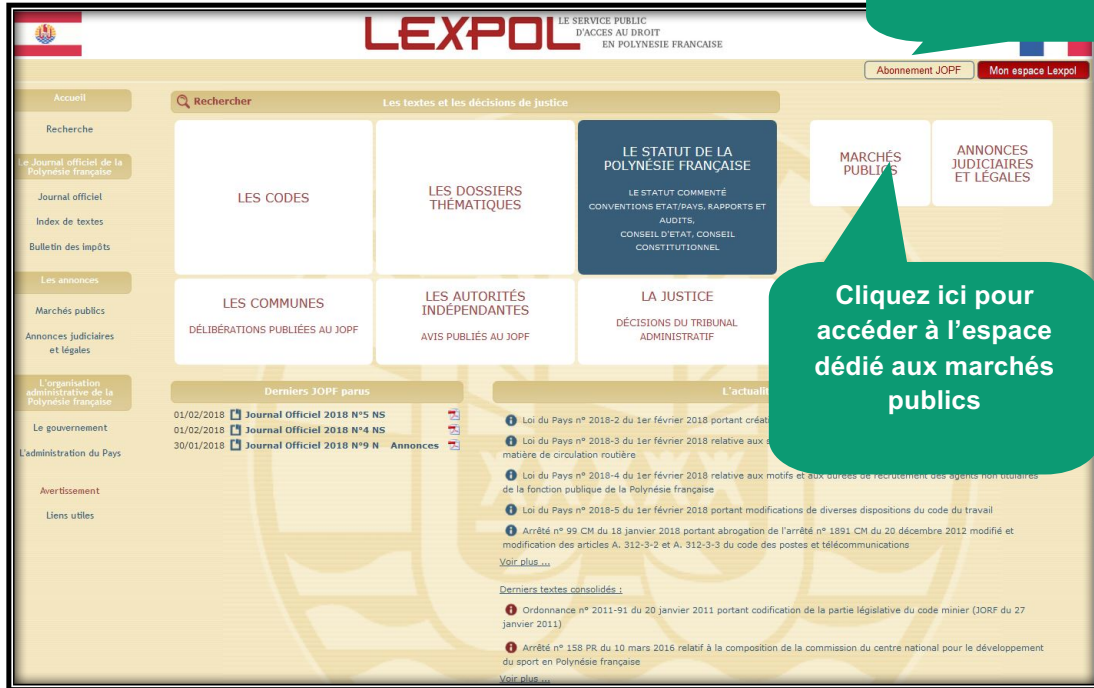 LEXPOL
LE SERVICE PUBLIC
D'ACCES AU DROIT
EN POLYNESIE FRANCAISE
Abonnement JOPF
Mon espace Lexpol
Accueil
Recherche
Le Journal officiel de la
Polynésie française
Journal officiel
Index de textes
Bulletin des impôts
Les annonces
Marchés publics
Annonces judiciaires
et légales
L'organisation
administrative de la
Polynésie française
Le gouvernement
L'administration du Pays
Avertissement
Liens utiles
Rechercher
Les textes et les décisions de justice
LES CODES
LES DOSSIERS
THÉMATIQUES
LE STATUT DE LA
POLYNÉSIE FRANÇAISE
LE STATUT COMMENTÉ
CONVENTIONS ETAT/PAYS, RAPPORTS ET
AUDITS,
CONSEIL D'ETAT, CONSEIL
CONSTITUTIONNEL
MARCHÉS
PUBLICS
ANNONCES
JUDICIAIRES
ET LÉGALES
LES COMMUNES
DÉLIBÉRATIONS PUBLIÉES AU JOPF
LES AUTORITÉS
INDÉPENDANTES
AVIS PUBLIÉS AU JOPF
LA JUSTICE
DÉCISIONS DU TRIBUNAL
ADMINISTRATIF
Cliquez ici pour
accéder à l'espace
dédié aux marchés
publics
Derniers JOPF parus
01/02/2018 Journal Officiel 2018 N°5 NS
01/02/2018 Journal Officiel 2018 N°4 NS
30/01/2018 Journal Officiel 2018 N°9 N Annonces
L'actualit
Loi du Pays n° 2018-2 du 1er février 2018 portant créati
Loi du Pays n° 2018-3 du 1er février 2018 relative aux s
matière de circulation routière
Loi du Pays n° 2018-4 du 1er février 2018 relative aux motifs et aux durées de recrutement des agents non titulaires
de la fonction publique de la Polynésie française
Loi du Pays n° 2018-5 du 1er février 2018 portant modifications de diverses dispositions du code du travail
Arrêté n° 99 CM du 18 janvier 2018 portant abrogation de l'arrêté n° 1891 CM du 20 décembre 2012 modifié et
modification des articles A. 312-3-2 et A. 312-3-3 du code des postes et télécommunications
Voir plus ...
Derniers textes consolidés :
Ordonnance n° 2011-91 du 20 janvier 2011 portant codification de la partie législative du code minier (JORF du 27
janvier 2011)
Arrêté n° 158 PR du 10 mars 2016 relatif à la composition de la commission du centre national pour le développement
du sport en Polynésie française
Voir plus ...